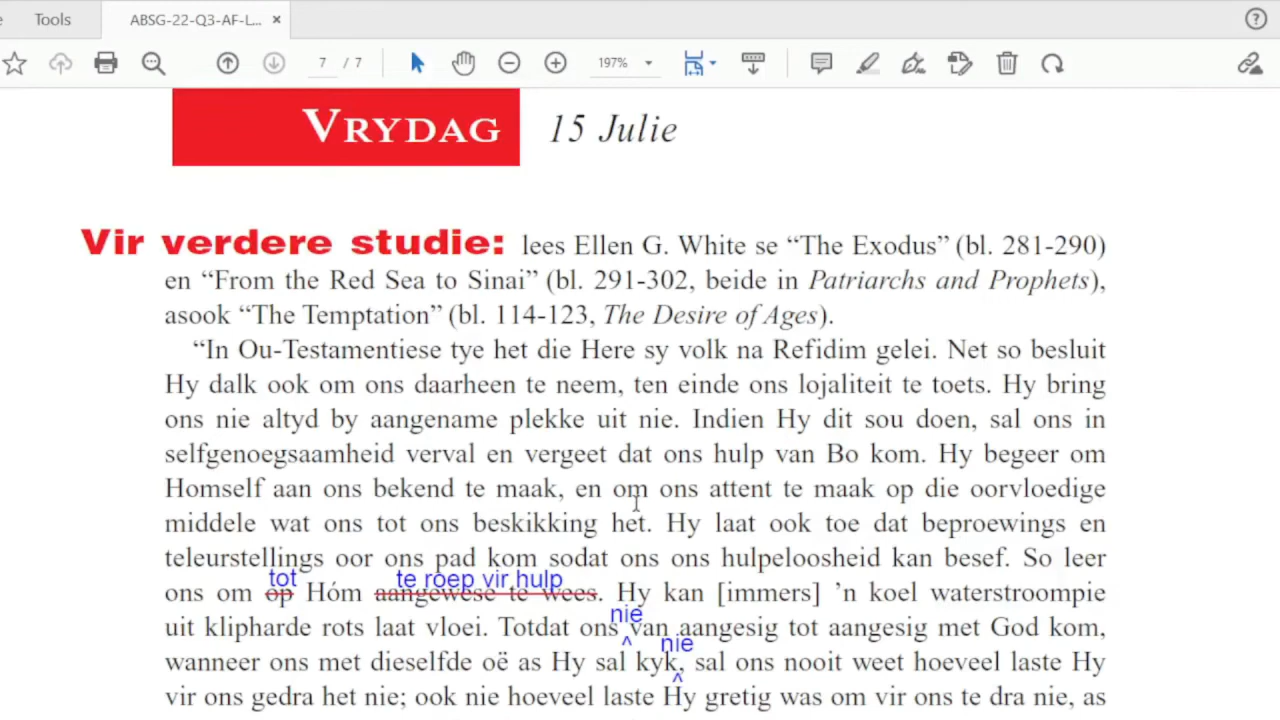 Tools
ABSG-22-Q3-AF-L... ×
7 / 7
197%
VRYDAG 15 Julie
Vir verdere studie: lees Ellen G. White se “The Exodus” (bl. 281-290)
en “From the Red Sea to Sinai” (bl. 291-302, beide in Patriarchs and Prophets),
asook “The Temptation” (bl. 114-123, The Desire of Ages).
“In Ou-Testamentiese tye het die Here sy volk na Refidim gelei. Net so besluit
Hy dalk ook om ons daarheen te neem, ten einde ons lojaliteit te toets. Hy bring
ons nie altyd by aangename plekke uit nie. Indien Hy dit sou doen, sal ons in
selfgenoegsaamheid verval en vergeet dat ons hulp van Bo kom. Hy begeer om
Homself aan ons bekend te maak, en om ons attent te maak op die oorvloedige
middele wat ons tot ons beskikking het. Hy laat ook toe dat beproewings en
teleurstellings oor ons pad kom sodat ons ons hulpeloosheid kan besef. So leer
tot te roep vir hulp
ons om op Hóm aangewese te wees. Hy kan [immers] ’n koel waterstroompie
nie
uit klipharde rots laat vloei. Totdat ons van aangesig tot aangesig met God kom,
nie
wanneer ons met dieselfde oë as Hy sal kyk, sal ons nooit weet hoeveel laste Hy
vir ons gedra het nie; ook nie hoeveel laste Hy gretig was om vir ons te dra nie, as